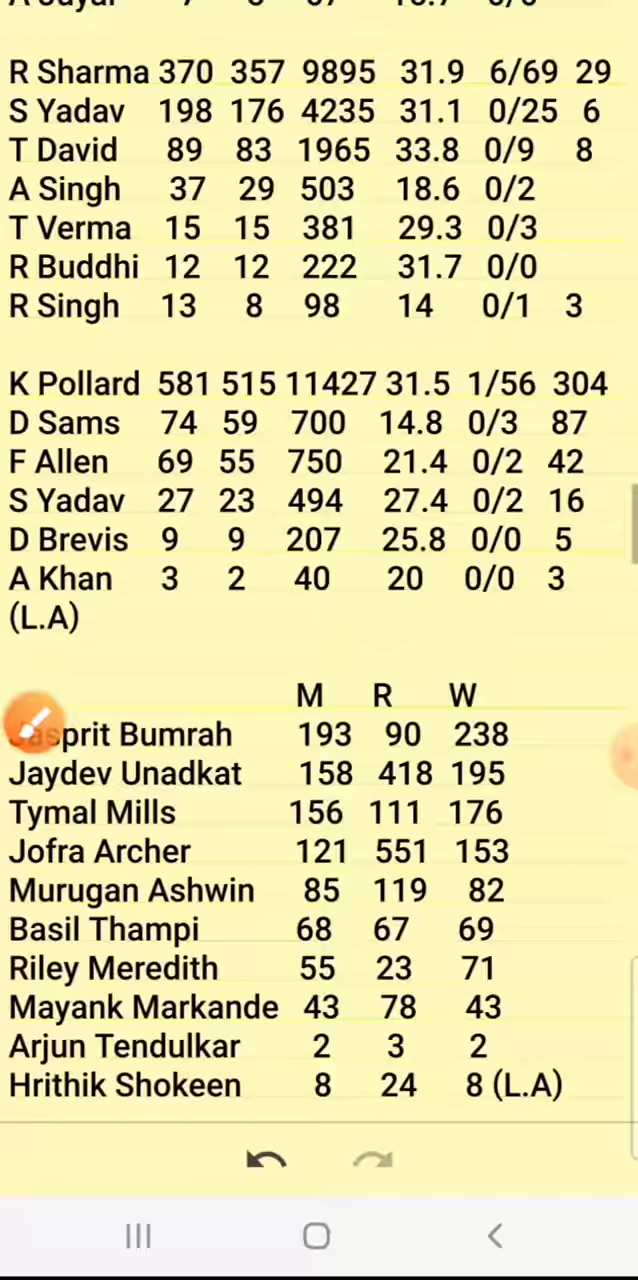 R Sharma 370 357 9895 31.9 6/69 29
S Yadav 198 176 4235 31.1 0/25 6
T David 89 83 1965 33.8 0/9 8
A Singh 37 29 503 18.6 0/2
T Verma 15 15 381 29.3 0/3
R Buddhi 12 12 222 31.7 0/0
R Singh 13 8 98 14 0/1 3
K Pollard 581 515 11427 31.5 1/56 304
D Sams 74 59 700 14.8 0/3 87
F Allen 69 55 750 21.4 0/2 42
S Yadav 27 23 494 27.4 0/2 16
D Brevis 9 9 207 25.8 0/0 5
A Khan 3 2 40 20 0/0 3
(L.A)
M R W
Jasprit Bumrah 193 90 238
Jaydev Unadkat 158 418 195
Tymal Mills 156 111 176
Jofra Archer 121 551 153
Murugan Ashwin 85 119 82
Basil Thampi 68 67 69
Riley Meredith 55 23 71
Mayank Markande 43 78 43
Arjun Tendulkar 2 3 2
Hrithik Shokeen 8 24 8 (L.A)